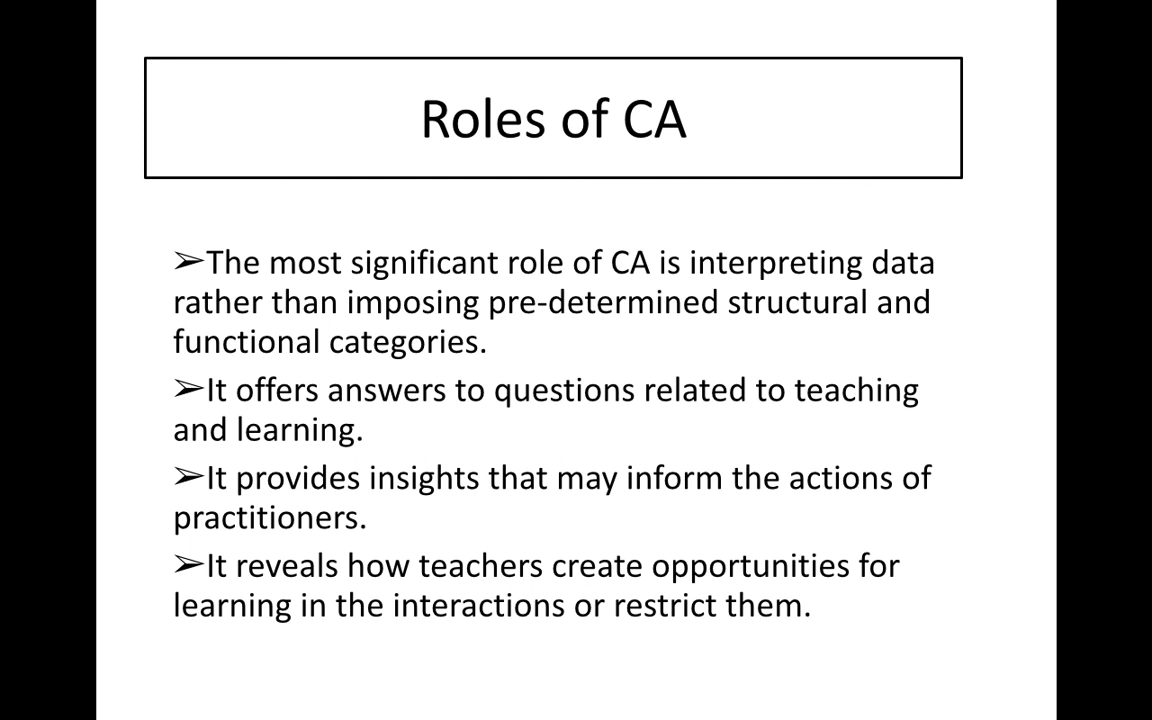 Roles of CA
➢The most significant role of CA is interpreting data
rather than imposing pre-determined structural and
functional categories.
➢It offers answers to questions related to teaching
and learning.
➢It provides insights that may inform the actions of
practitioners.
➢It reveals how teachers create opportunities for
learning in the interactions or restrict them.